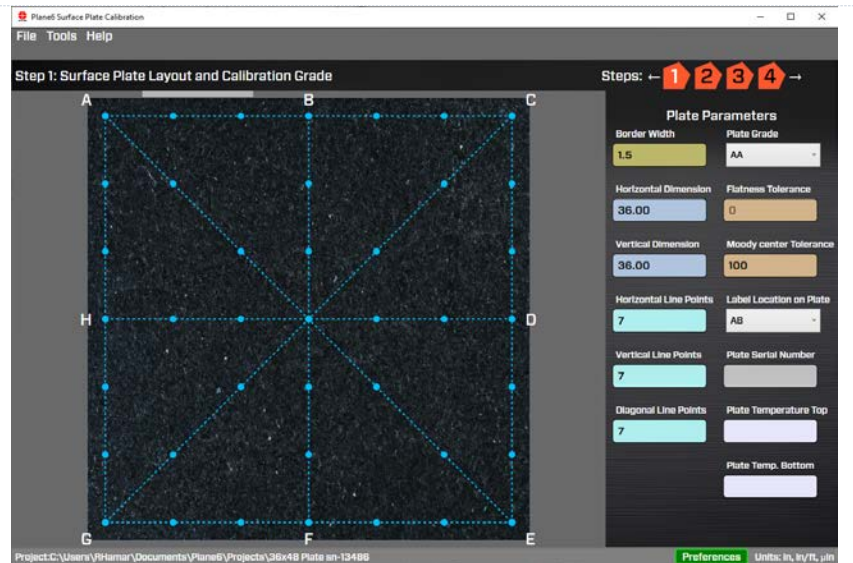 Plane6 Surface Plate Calibration
File Tools Help
Step 1: Surface Plate Layout and Calibration Grade
Steps: ← 1 2 3 4 →
A B C
H D
G F E
Plate Parameters
Border Width Plate Grade
1.5 AA
Horizontal Dimension Flatness Tolerance
36.00 0
Vertical Dimension Moody center Tolerance
36.00 100
Horizontal Line Points Label Location on Plate
7 AB
Vertical Line Points Plate Serial Number
7
Diagonal Line Points Plate Temperature Top
7
Plate Temp. Bottom
Project:C:\Users\RHamar\Documents\Plane6\Projects\36x48 Plate sn-13486 Preferences Units: in, in/ft, µin